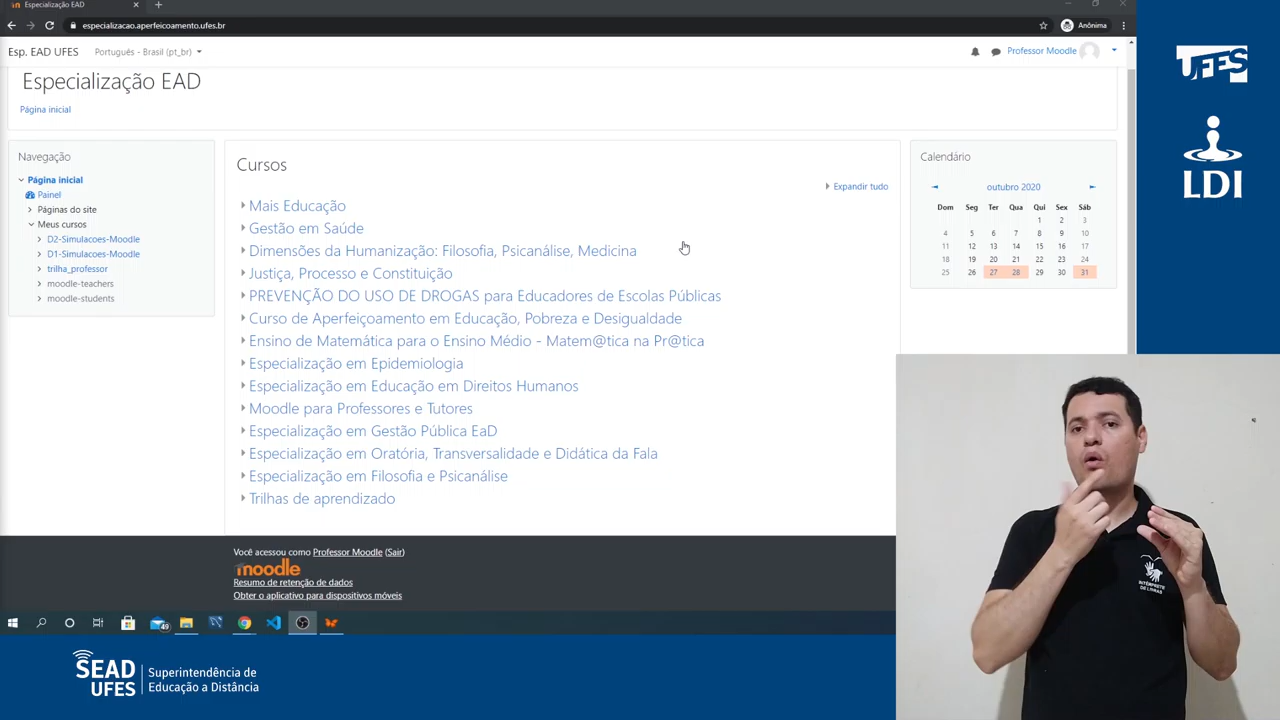 Especialização EAD
especializacao.aperfeicoamento.ufes.br
Anônima
Esp. EAD UFES
Português - Brasil (pt_br)
Professor Moodle
Especialização EAD
Página inicial
Navegação
Página inicial
Painel
Páginas do site
Meus cursos
D2-Simulacoes-Moodle
D1-Simulacoes-Moodle
trilha_professor
moodle-teachers
moodle-students
Cursos
Expandir tudo
Mais Educação
Gestão em Saúde
Dimensões da Humanização: Filosofia, Psicanálise, Medicina
Justiça, Processo e Constituição
PREVENÇÃO DO USO DE DROGAS para Educadores de Escolas Públicas
Curso de Aperfeiçoamento em Educação, Pobreza e Desigualdade
Ensino de Matemática para o Ensino Médio - Matem@tica na Pr@tica
Especialização em Epidemiologia
Especialização em Educação em Direitos Humanos
Moodle para Professores e Tutores
Especialização em Gestão Pública EaD
Especialização em Oratória, Transversalidade e Didática da Fala
Especialização em Filosofia e Psicanálise
Trilhas de aprendizado
Calendário
outubro 2020
Dom Seg Ter Qua Qui Sex Sáb
1 2 3
4 5 6 7 8 9 10
11 12 13 14 15 16 17
18 19 20 21 22 23 24
25 26 27 28 29 30 31
Você acessou como Professor Moodle (Sair)
moodle
Resumo de retenção de dados
Obter o aplicativo para dispositivos móveis
49
UFES
LDI
INTÉRPRETE
DE LIBRAS
SEAD
UFES
Superintendência de
Educação a Distância